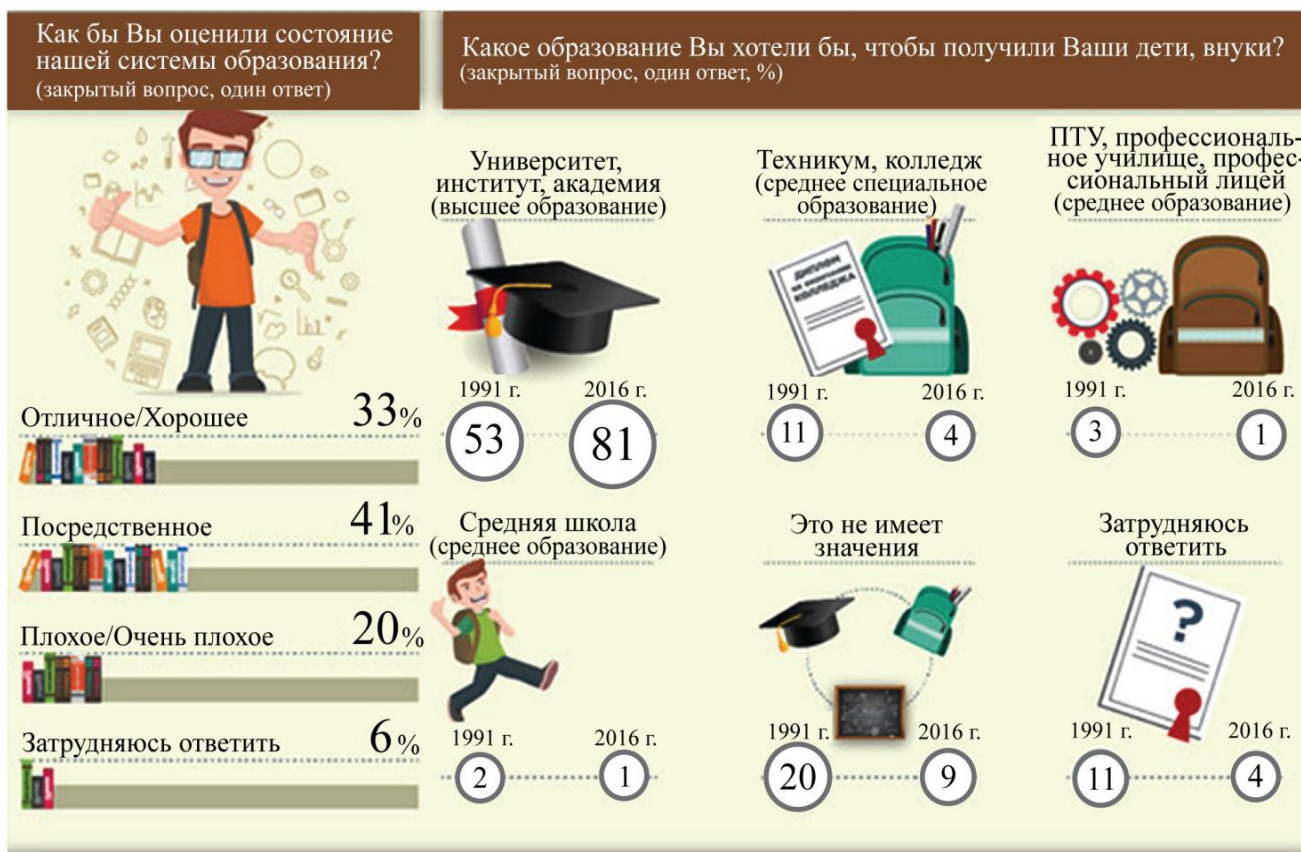 Как бы Вы оценили состояние
нашей системы образования?
(закрытый вопрос, один ответ)
Отличное/Хорошее 33%
Посредственное 41%
Плохое/Очень плохое 20%
Затрудняюсь ответить 6%
Какое образование Вы хотели бы, чтобы получили Ваши дети, внуки?
(закрытый вопрос, один ответ, %)
Университет,
институт, академия
(высшее образование)
1991 г. 2016 г.
53 81
Техникум, колледж
(среднее специальное
образование)
ДИПЛОМ
КОЛЛЕДЖА
1991 г. 2016 г.
11 4
ПТУ, профессиональ-
ное училище, профес-
сиональный лицей
(среднее образование)
1991 г. 2016 г.
3 1
Средняя школа
(среднее образование)
1991 г. 2016 г.
2 1
Это не имеет
значения
1991 г. 2016 г.
20 9
Затрудняюсь
ответить
?
1991 г. 2016 г.
11 4